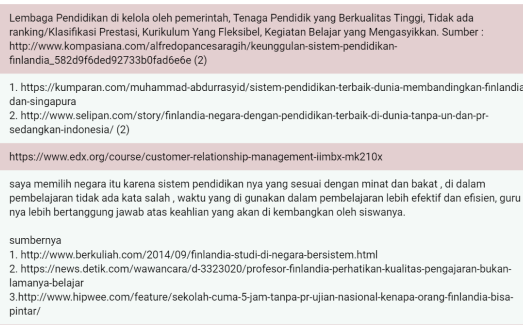 Lembaga Pendidikan di kelola oleh pemerintah, Tenaga Pendidik yang Berkualitas Tinggi, Tidak ada
ranking/Klasifikasi Prestasi, Kurikulum Yang Fleksibel, Kegiatan Belajar yang Mengasyikkan. Sumber :
http://www.kompasiana.com/alfredopancesaragih/keunggulan-sistem-pendidikan-
finlandia_582d9f6ded92733b0fad6e6e (2)
1. https://kumparan.com/muhammad-abdurrasyid/sistem-pendidikan-terbaik-dunia-membandingkan-finlandia
dan-singapura
2. http://www.selipan.com/story/finlandia-negara-dengan-pendidikan-terbaik-di-dunia-tanpa-un-dan-pr-
sedangkan-indonesia/ (2)
https://www.edx.org/course/customer-relationship-management-iimbx-mk210x
saya memilih negara itu karena sistem pendidikan nya yang sesuai dengan minat dan bakat , di dalam
pembelajaran tidak ada kata salah , waktu yang di gunakan dalam pembelajaran lebih efektif dan efisien, guru
nya lebih bertanggung jawab atas keahlian yang akan di kembangkan oleh siswanya.
sumbernya
1. http://www.berkuliah.com/2014/09/finlandia-studi-di-negara-bersistem.html
2. https://news.detik.com/wawancara/d-3323020/profesor-finlandia-perhatikan-kualitas-pengajaran-bukan-
lamanya-belajar
3.http://www.hipwee.com/feature/sekolah-cuma-5-jam-tanpa-pr-ujian-nasional-kenapa-orang-finlandia-bisa-
pintar/